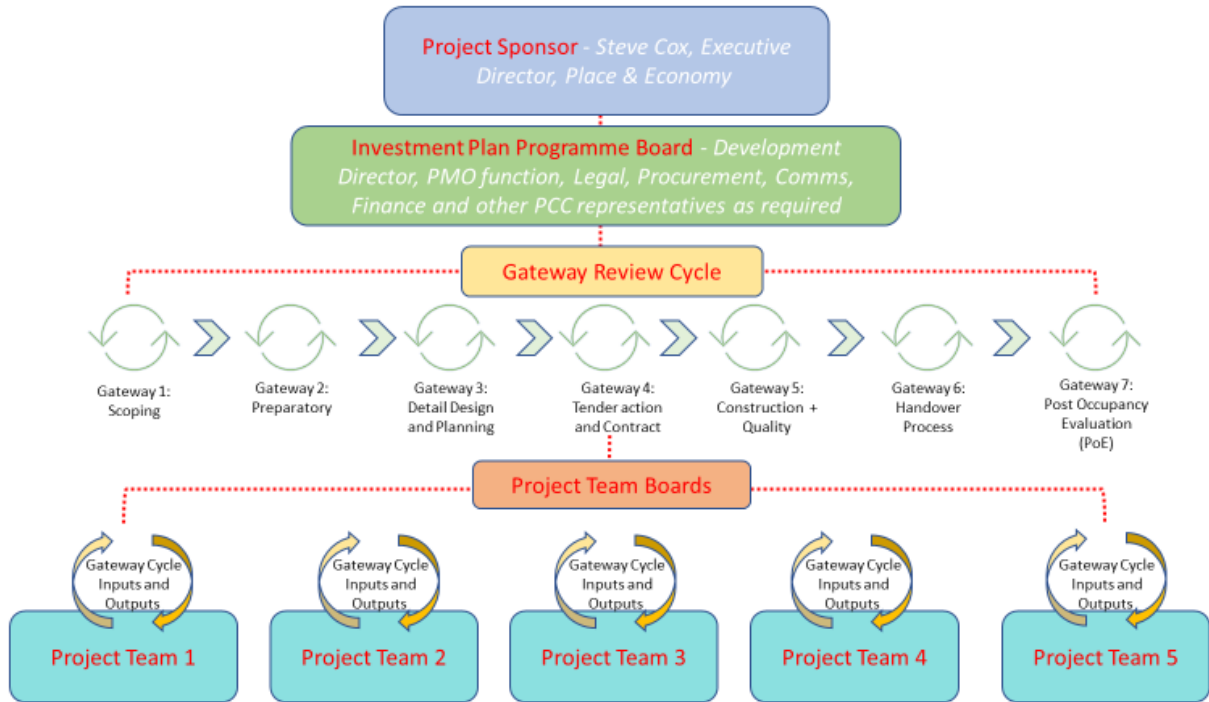 Project Sponsor - Steve Cox, Executive
Director, Place & Economy
Investment Plan Programme Board - Development
Director, PMO function, Legal, Procurement, Comms,
Finance and other PCC representatives as required
Gateway Review Cycle
Gateway 1:
Scoping
Gateway 2:
Preparatory
Gateway 3:
Detail Design
and Planning
Gateway 4:
Tender action
and Contract
Gateway 5:
Construction +
Quality
Gateway 6:
Handover
Process
Gateway 7:
Post Occupancy
Evaluation
(PoE)
Project Team Boards
Gateway Cycle
Inputs and
Outputs
Gateway Cycle
Inputs and
Outputs
Gateway Cycle
Inputs and
Outputs
Gateway Cycle
Inputs and
Outputs
Gateway Cycle
Inputs and
Outputs
Project Team 1
Project Team 2
Project Team 3
Project Team 4
Project Team 5